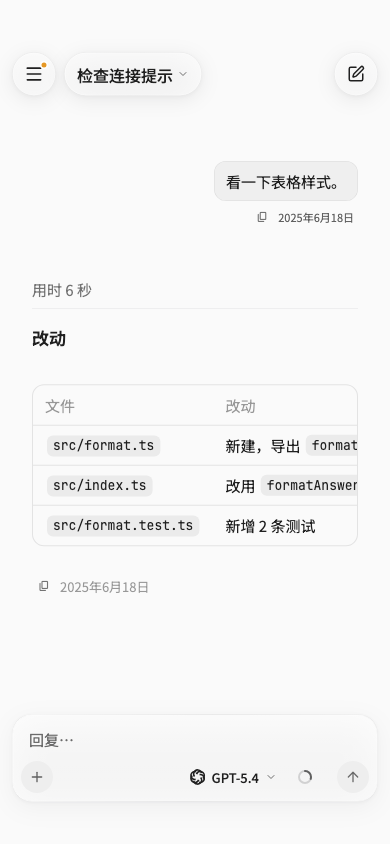 检查连接提示
看一下表格样式。
2025年6月18日
用时 6 秒
改动
文件 改动
src/format.ts 新建，导出 format
src/index.ts 改用 formatAnswer
src/format.test.ts 新增 2 条测试
2025年6月18日
回复…
GPT-5.4